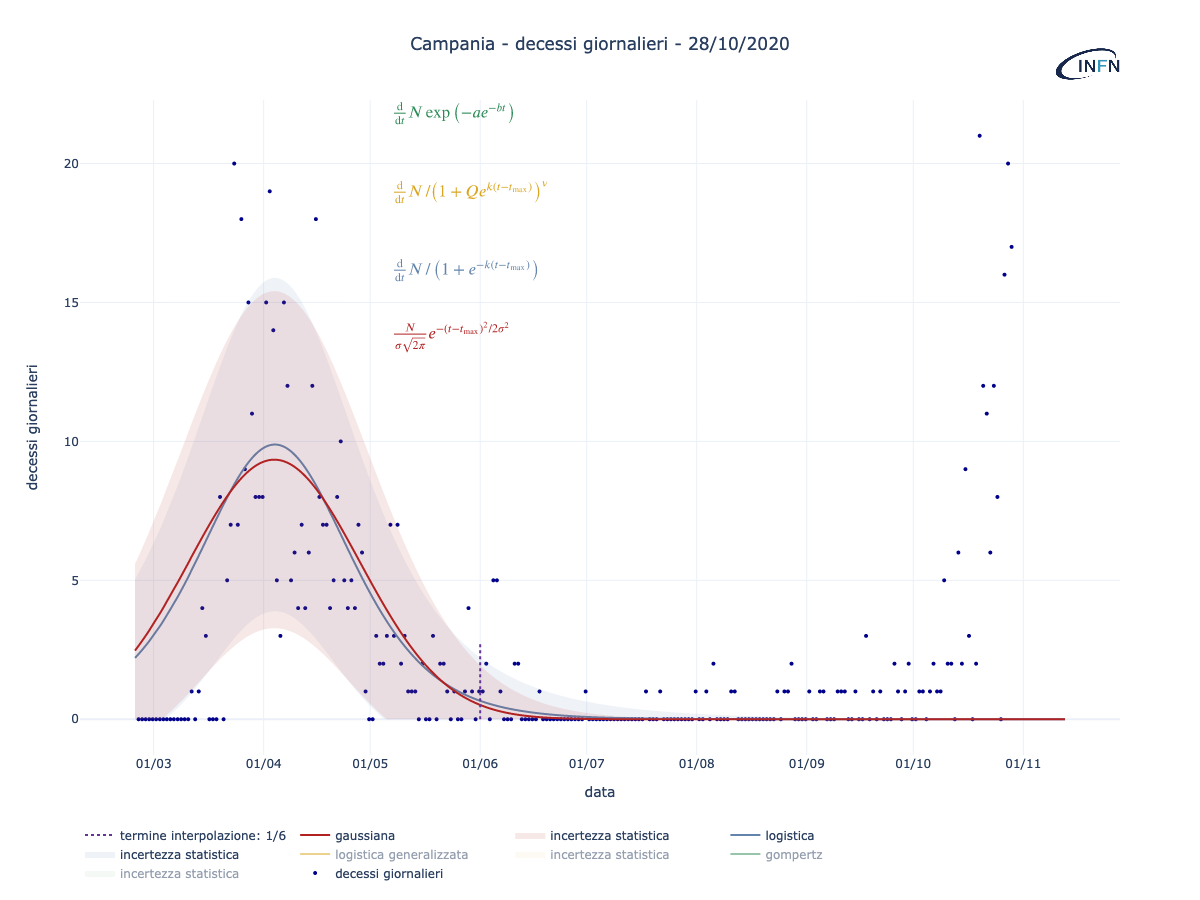 Campania - decessi giornalieri - 28/10/2020
INFN
d/dt N exp (−ae^−bt)
d/dt N /(1 + Qe^k(t−t_max))^ν
d/dt N / (1 + e^−k(t−t_max))
N/σ√2π e^−(t−t_max)^2/2σ^2
decessi giornalieri
20
15
10
5
0
01/03 01/04 01/05 01/06 01/07 01/08 01/09 01/10 01/11
data
termine interpolazione: 1/6 gaussiana incertezza statistica logistica
incertezza statistica logistica generalizzata incertezza statistica gompertz
incertezza statistica decessi giornalieri